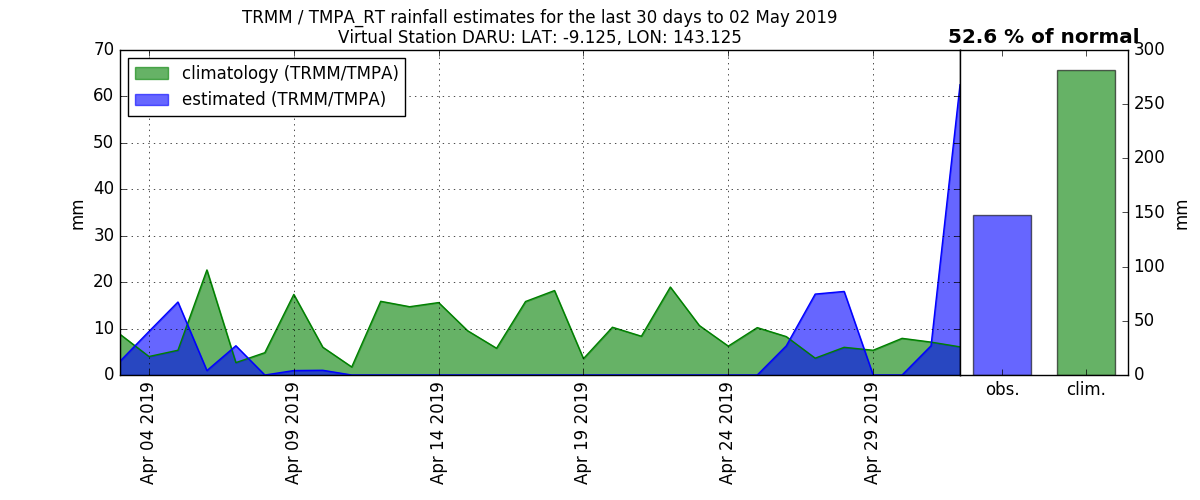 TRMM / TMPA_RT rainfall estimates for the last 30 days to 02 May 2019
Virtual Station DARU: LAT: -9.125, LON: 143.125
52.6 % of normal
climatology (TRMM/TMPA)
estimated (TRMM/TMPA)
70
60
50
40
30
20
10
0
mm
Apr 04 2019
Apr 09 2019
Apr 14 2019
Apr 19 2019
Apr 24 2019
Apr 29 2019
obs.
clim.
300
250
200
150
100
50
0
mm